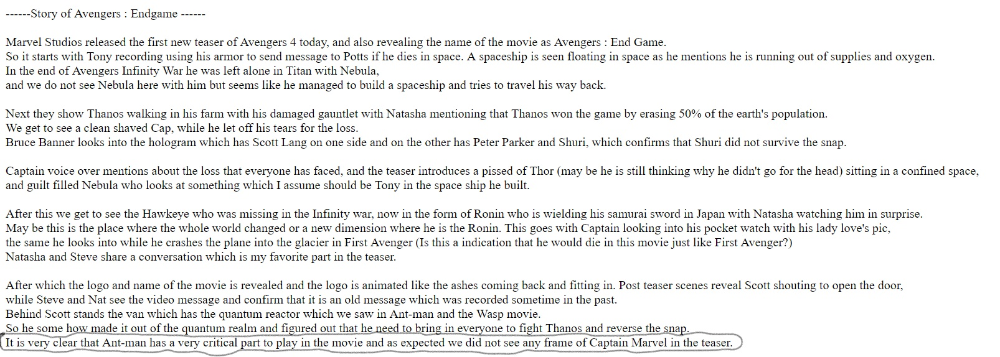 ------Story of Avengers : Endgame ------
Marvel Studios released the first new teaser of Avengers 4 today, and also revealing the name of the movie as Avengers : End Game.
So it starts with Tony recording using his armor to send message to Potts if he dies in space. A spaceship is seen floating in space as he mentions he is running out of supplies and oxygen.
In the end of Avengers Infinity War he was left alone in Titan with Nebula,
and we do not see Nebula here with him but seems like he managed to build a spaceship and tries to travel his way back.
Next they show Thanos walking in his farm with his damaged gauntlet with Natasha mentioning that Thanos won the game by erasing 50% of the earth's population.
We get to see a clean shaved Cap, while he let off his tears for the loss.
Bruce Banner looks into the hologram which has Scott Lang on one side and on the other has Peter Parker and Shuri, which confirms that Shuri did not survive the snap.
Captain voice over mentions about the loss that everyone has faced, and the teaser introduces a pissed of Thor (may be he is still thinking why he didn't go for the head) sitting in a confined space,
and guilt filled Nebula who looks at something which I assume should be Tony in the space ship he built.
After this we get to see the Hawkeye who was missing in the Infinity war, now in the form of Ronin who is wielding his samurai sword in Japan with Natasha watching him in surprise.
May be this is the place where the whole world changed or a new dimension where he is the Ronin. This goes with Captain looking into his pocket watch with his lady love's pic,
the same he looks into while he crashes the plane into the glacier in First Avenger (Is this a indication that he would die in this movie just like First Avenger?)
Natasha and Steve share a conversation which is my favorite part in the teaser.
After which the logo and name of the movie is revealed and the logo is animated like the ashes coming back and fitting in. Post teaser scenes reveal Scott shouting to open the door,
while Steve and Nat see the video message and confirm that it is an old message which was recorded sometime in the past.
Behind Scott stands the van which has the quantum reactor which we saw in Ant-man and the Wasp movie.
So he some how made it out of the quantum realm and figured out that he need to bring in everyone to fight Thanos and reverse the snap.
It is very clear that Ant-man has a very critical part to play in the movie and as expected we did not see any frame of Captain Marvel in the teaser.